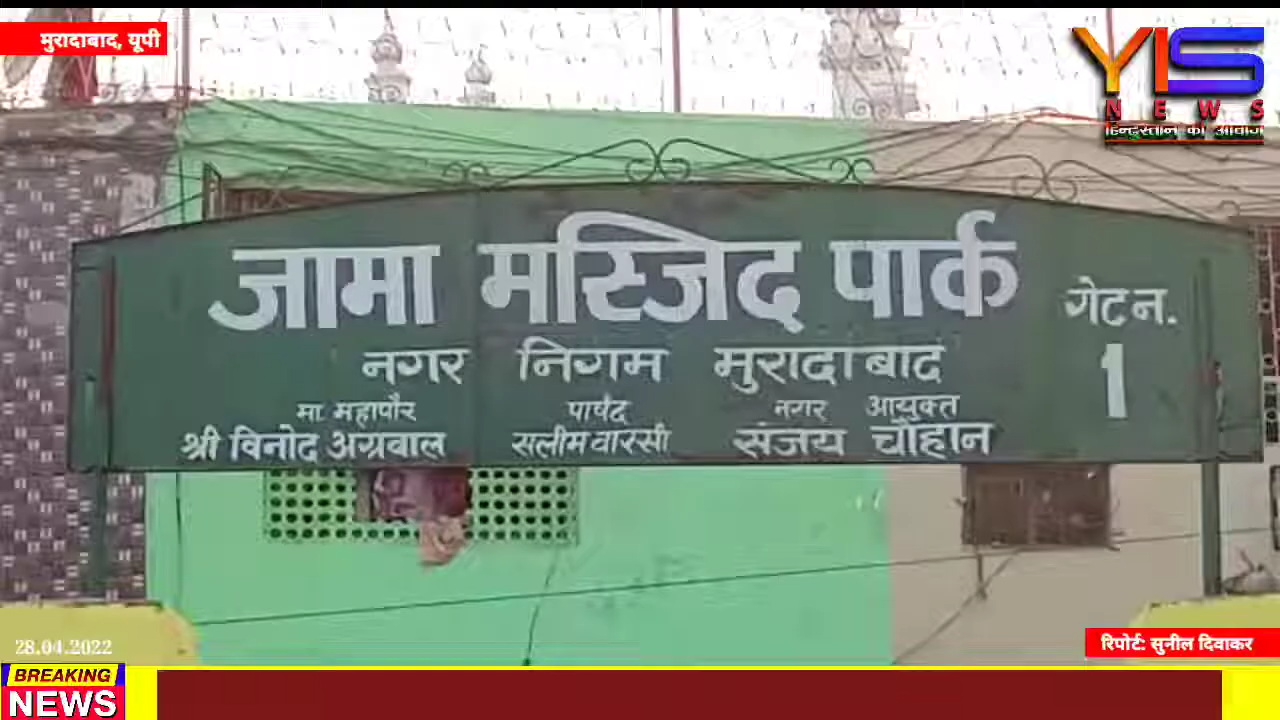 मुरादाबाद, यूपी
YIS
NEWS
हिन्दुस्तान की आवाज
जामा मस्जिद पार्क
गेट न.
1
नगर निगम मुरादाबाद
मा. महापौर पार्षद नगर आयुक्त
श्री विनोद अग्रवाल सलीम वारसी संजय चौहान
28.04.2022
रिपोर्ट: सुनील दिवाकर
BREAKING
NEWS